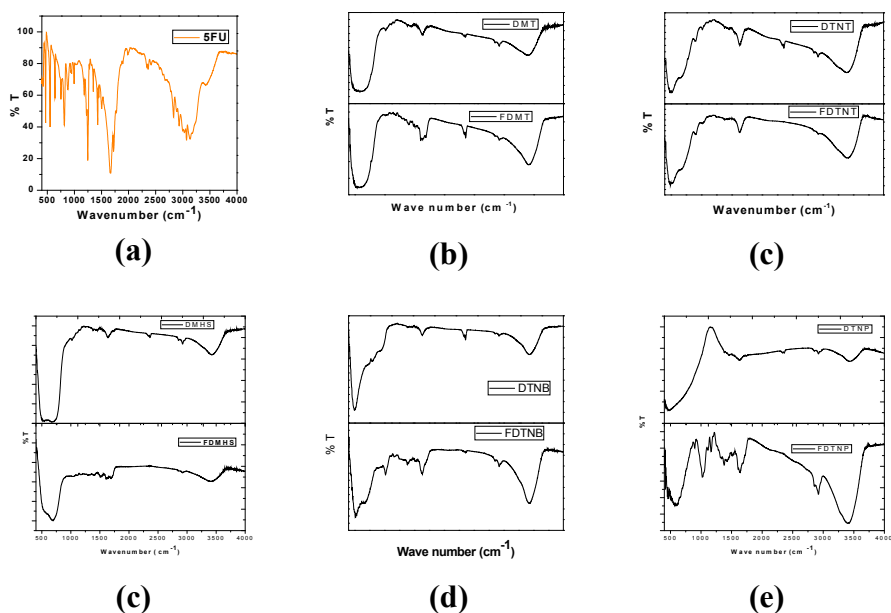 5FU
% T
100
80
60
40
20
0
500 1000 1500 2000 2500 3000 3500 4000
Wavenumber (cm-1)
(a)
DMT
% T
FDMT
Wave number (cm-1)
(b)
DTNT
% T
FDTNT
Wavenumber (cm-1)
(c)
DMHS
% T
FDMHS
500 1000 1500 2000 2500 3000 3500 4000
Wavenumber (cm-1)
(c)
DTNB
% T
FDTNB
Wave number (cm-1)
(d)
DTNP
% T
FDTNP
500 1000 1500 2000 2500 3000 3500 4000
Wave number (cm-1)
(e)